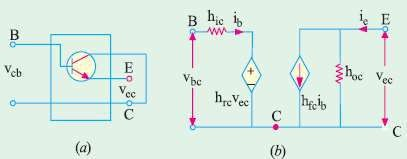 B
V_cb
E
V_ec
C
(a)
B
h_ic
i_b
V_bc
h_rc v_ec
+
–
C
h_fc i_b
i_e
E
h_oc
V_ec
C
(b)